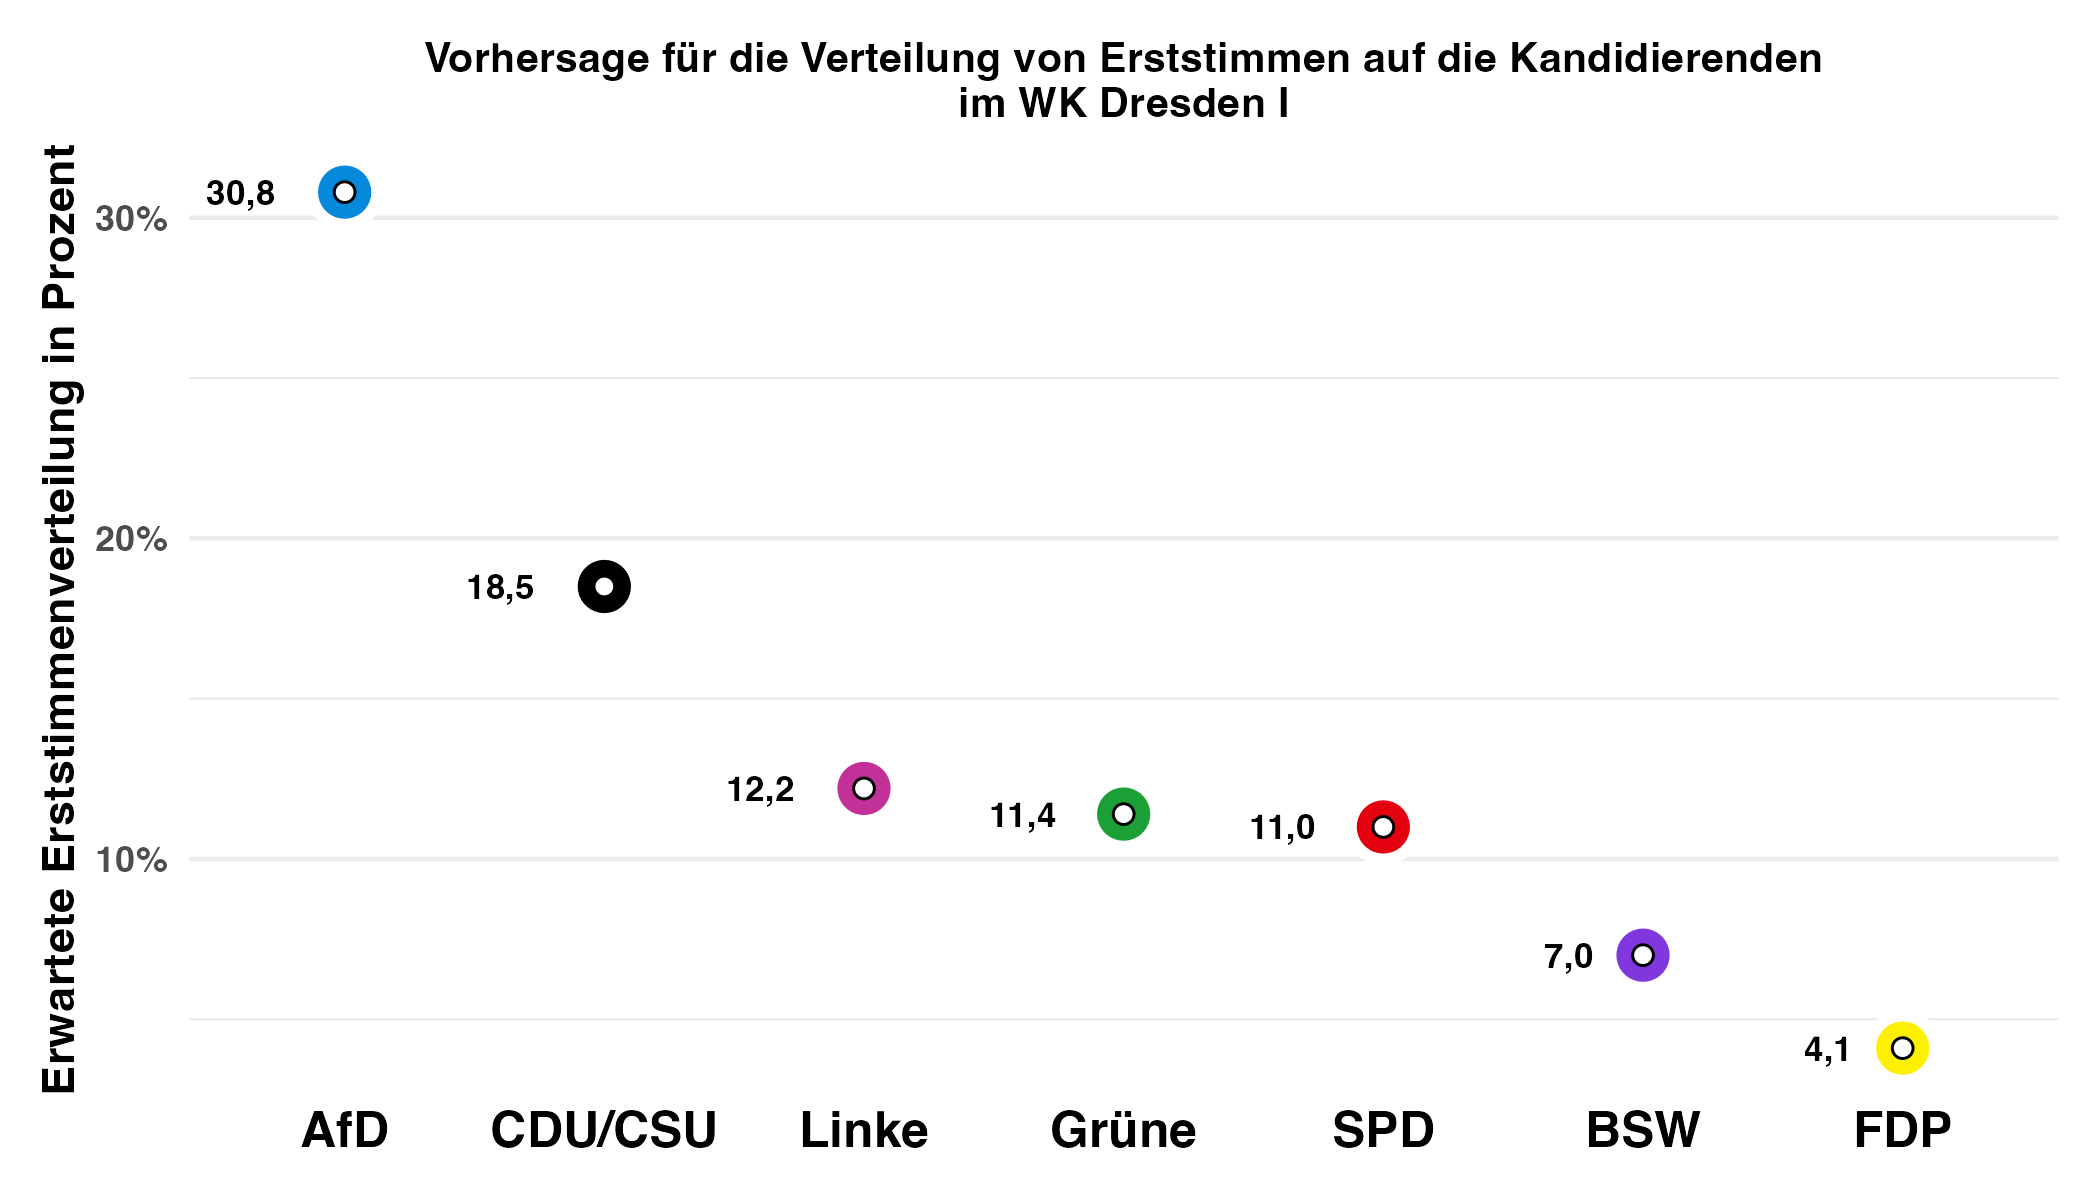 Vorhersage für die Verteilung von Erststimmen auf die Kandidierenden
im WK Dresden I
Erwartete Erststimmenverteilung in Prozent
30%
20%
10%
30,8
18,5
12,2
11,4
11,0
7,0
4,1
AfD
CDU/CSU
Linke
Grüne
SPD
BSW
FDP